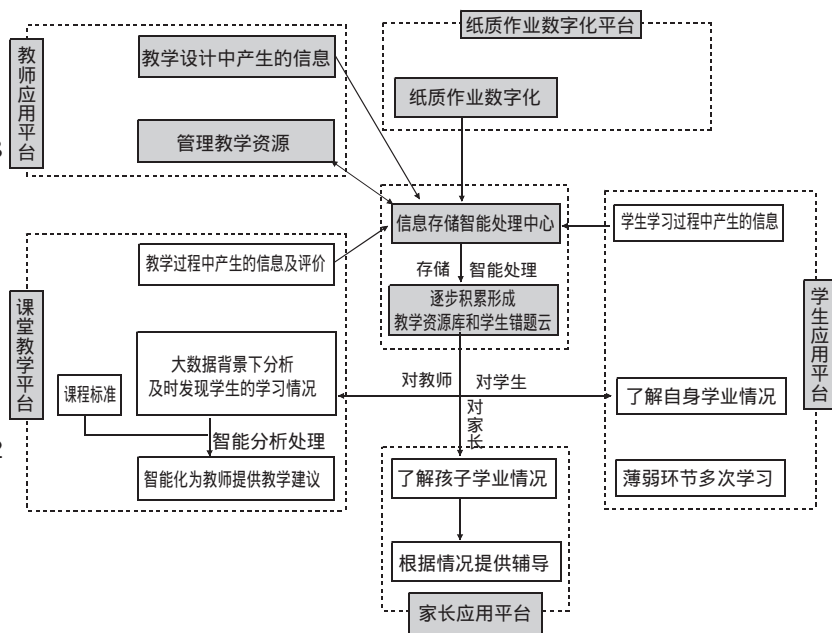 纸质作业数字化平台
教师应用平台
教学设计中产生的信息
纸质作业数字化
管理教学资源
信息存储智能处理中心
学生学习过程中产生的信息
教学过程中产生的信息及评价
存储 智能处理
逐步积累形成
教学资源库和学生错题云
课堂教学平台
学生应用平台
大数据背景下分析
及时发现学生的学习情况
课程标准
对教师 对学生
对家长
了解自身学业情况
智能分析处理
智能化为教师提供教学建议
了解孩子学业情况
薄弱环节多次学习
根据情况提供辅导
家长应用平台